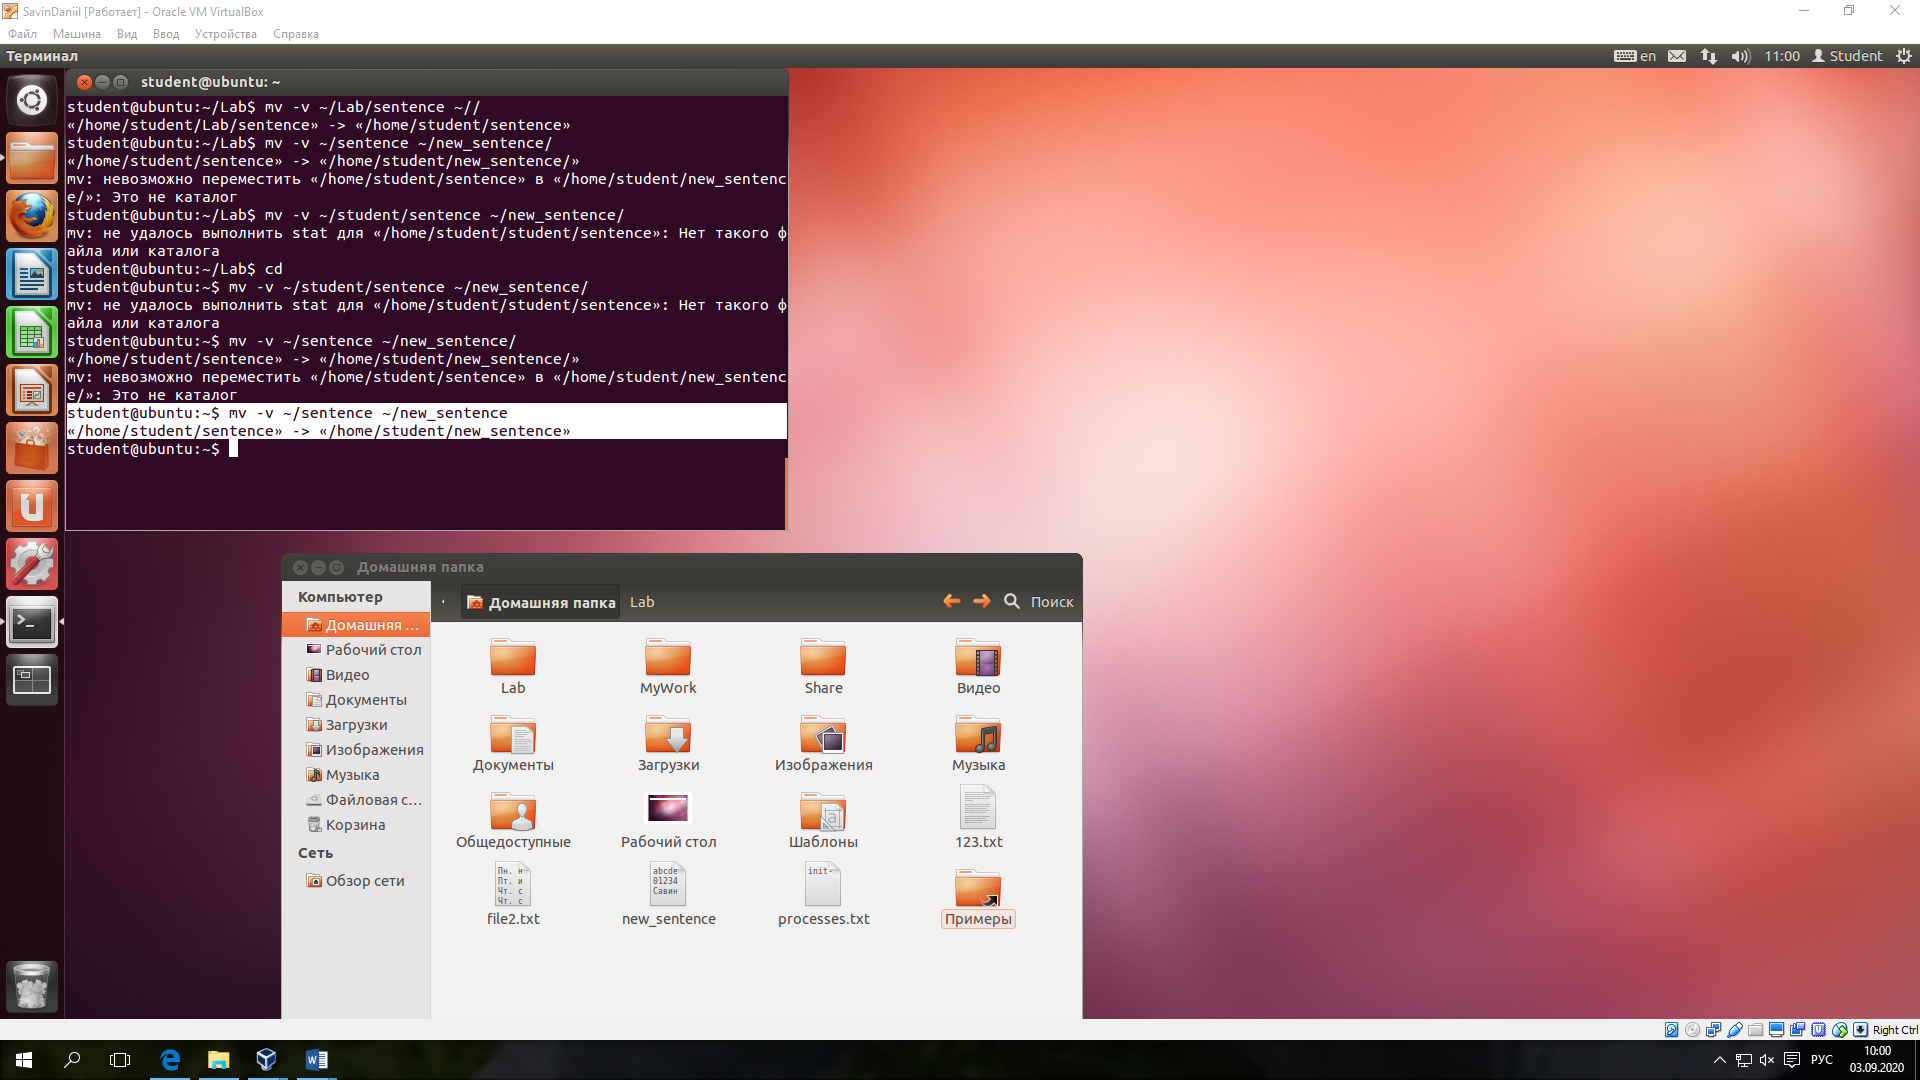 SavinDaniil [Работает] - Oracle VM VirtualBox
Файл Машина Вид Ввод Устройства Справка
Терминал
en 11:00 Student
student@ubuntu: ~
student@ubuntu:~/Lab$ mv -v ~/Lab/sentence ~//
«/home/student/Lab/sentence» -> «/home/student/sentence»
student@ubuntu:~/Lab$ mv -v ~/sentence ~/new_sentence/
«/home/student/sentence» -> «/home/student/new_sentence/»
mv: невозможно переместить «/home/student/sentence» в «/home/student/new_sentenc
e/»: Это не каталог
student@ubuntu:~/Lab$ mv -v ~/student/sentence ~/new_sentence/
mv: не удалось выполнить stat для «/home/student/student/sentence»: Нет такого ф
айла или каталога
student@ubuntu:~/Lab$ cd
student@ubuntu:~$ mv -v ~/student/sentence ~/new_sentence/
mv: не удалось выполнить stat для «/home/student/student/sentence»: Нет такого ф
айла или каталога
student@ubuntu:~$ mv -v ~/sentence ~/new_sentence/
«/home/student/sentence» -> «/home/student/new_sentence/»
mv: невозможно переместить «/home/student/sentence» в «/home/student/new_sentenc
e/»: Это не каталог
student@ubuntu:~$ mv -v ~/sentence ~/new_sentence
«/home/student/sentence» -> «/home/student/new_sentence»
student@ubuntu:~$
Домашняя папка
Компьютер
Домашняя ...
Рабочий стол
Видео
Документы
Загрузки
Изображения
Музыка
Файловая с...
Корзина
Сеть
Обзор сети
Домашняя папка Lab Поиск
Lab MyWork Share Видео
Документы Загрузки Изображения Музыка
Общедоступные Рабочий стол Шаблоны 123.txt
Пн. н
Пт. и
Чт. с
Чт. с
abcde
01234
Савин
init-
file2.txt new_sentence processes.txt Примеры
Right Ctrl
РУС
10:00
03.09.2020